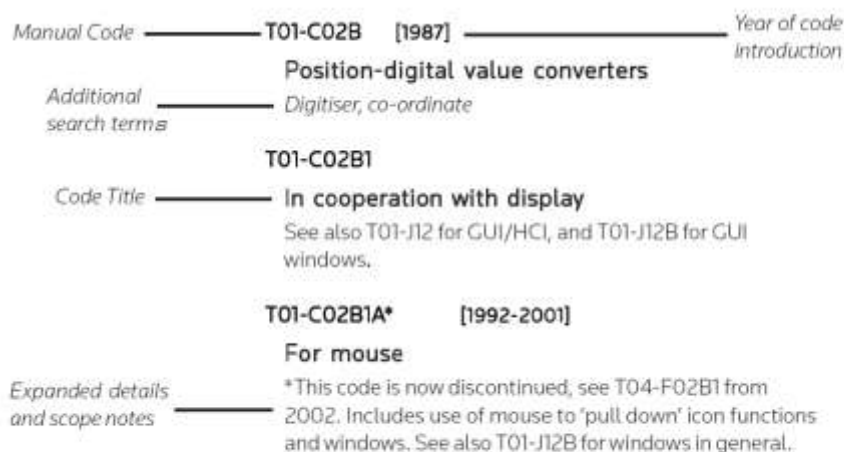 Manual Code
T01-C02B [1987]
Year of code
introduction
Position-digital value converters
Additional
search terms
Digitiser, co-ordinate
T01-C02B1
Code Title
In cooperation with display
See also T01-J12 for GUI/HCI, and T01-J12B for GUI
windows.
T01-C02B1A* [1992-2001]
For mouse
Expanded details
and scope notes
*This code is now discontinued, see T04-F02B1 from
2002. Includes use of mouse to 'pull down' icon functions
and windows. See also T01-J12B for windows in general.